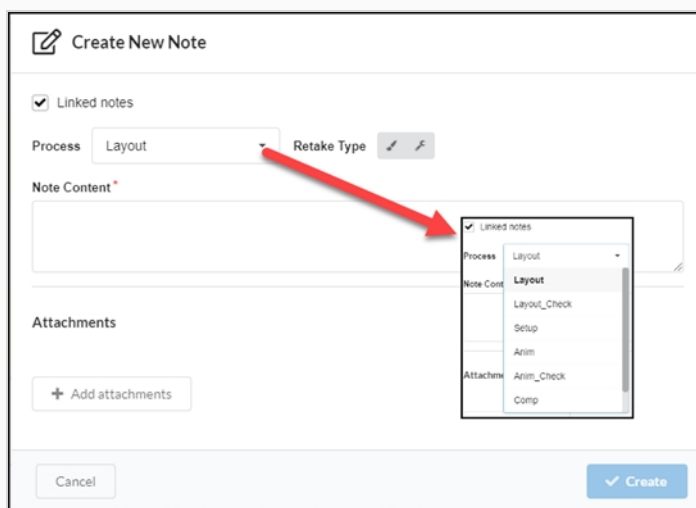 Create New Note
Linked notes
Process Layout Retake Type
Note Content*
Linked notes
Process Layout
Note Cont
Layout
Layout_Check
Setup
Anim
Attachme Anim_Check
Comp
Attachments
+ Add attachments
Cancel Create